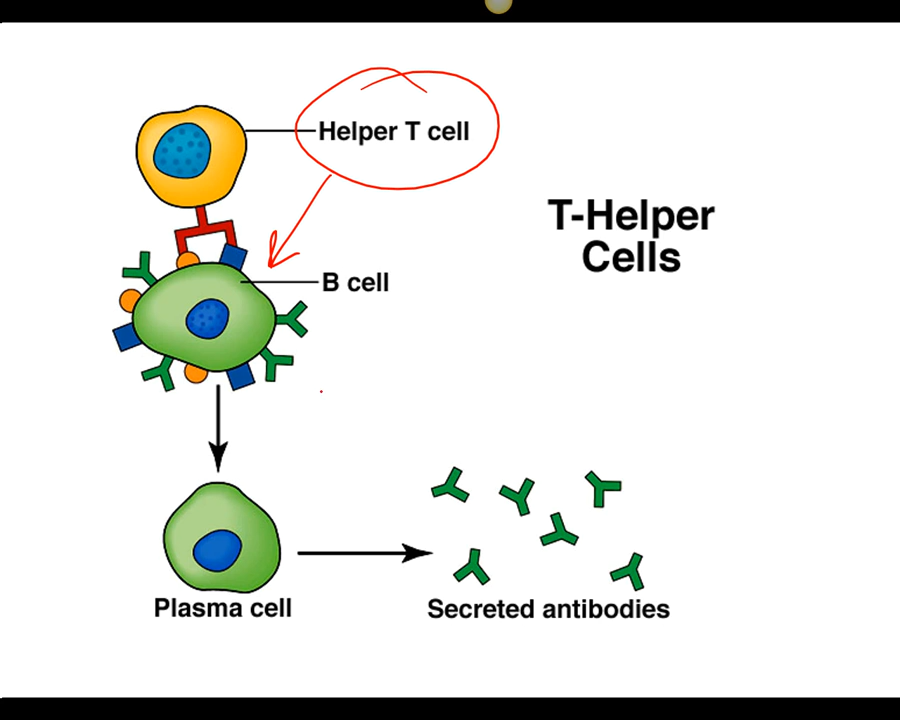 Helper T cell
T-Helper
Cells
B cell
Plasma cell
Secreted antibodies